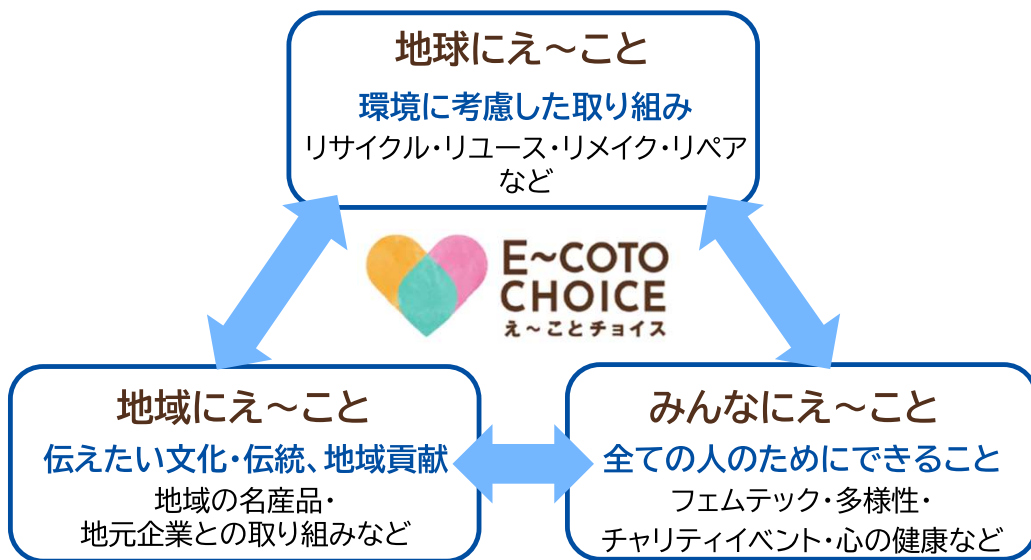 地球にえ～こと
環境に考慮した取り組み
リサイクル・リユース・リメイク・リペア
など
E~COTO
CHOICE
え～ことチョイス
地域にえ～こと
伝えたい文化・伝統、地域貢献
地域の名産品・
地元企業との取り組みなど
みんなにえ～こと
全ての人のためにできること
フェムテック・多様性・
チャリティイベント・心の健康など